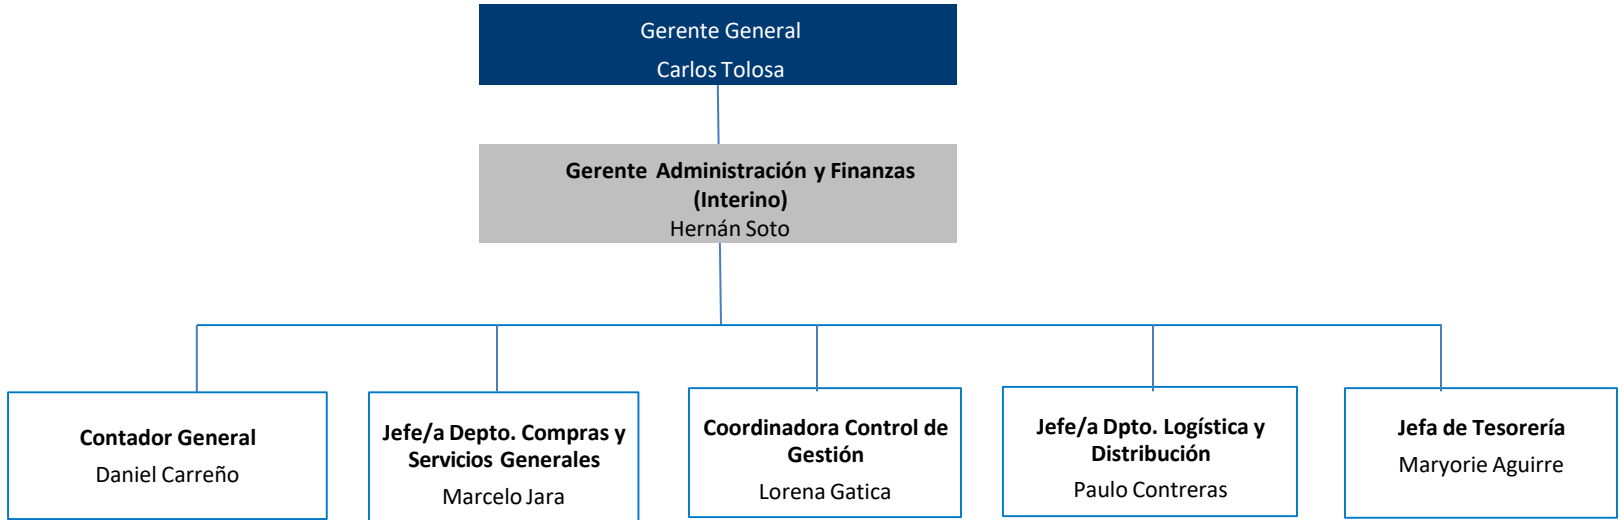 Gerente General
Carlos Tolosa
Gerente Administración y Finanzas
(Interino)
Hernán Soto
Contador General
Daniel Carreño
Jefe/a Depto. Compras y
Servicios Generales
Marcelo Jara
Coordinadora Control de
Gestión
Lorena Gatica
Jefe/a Dpto. Logística y
Distribución
Paulo Contreras
Jefa de Tesorería
Maryorie Aguirre